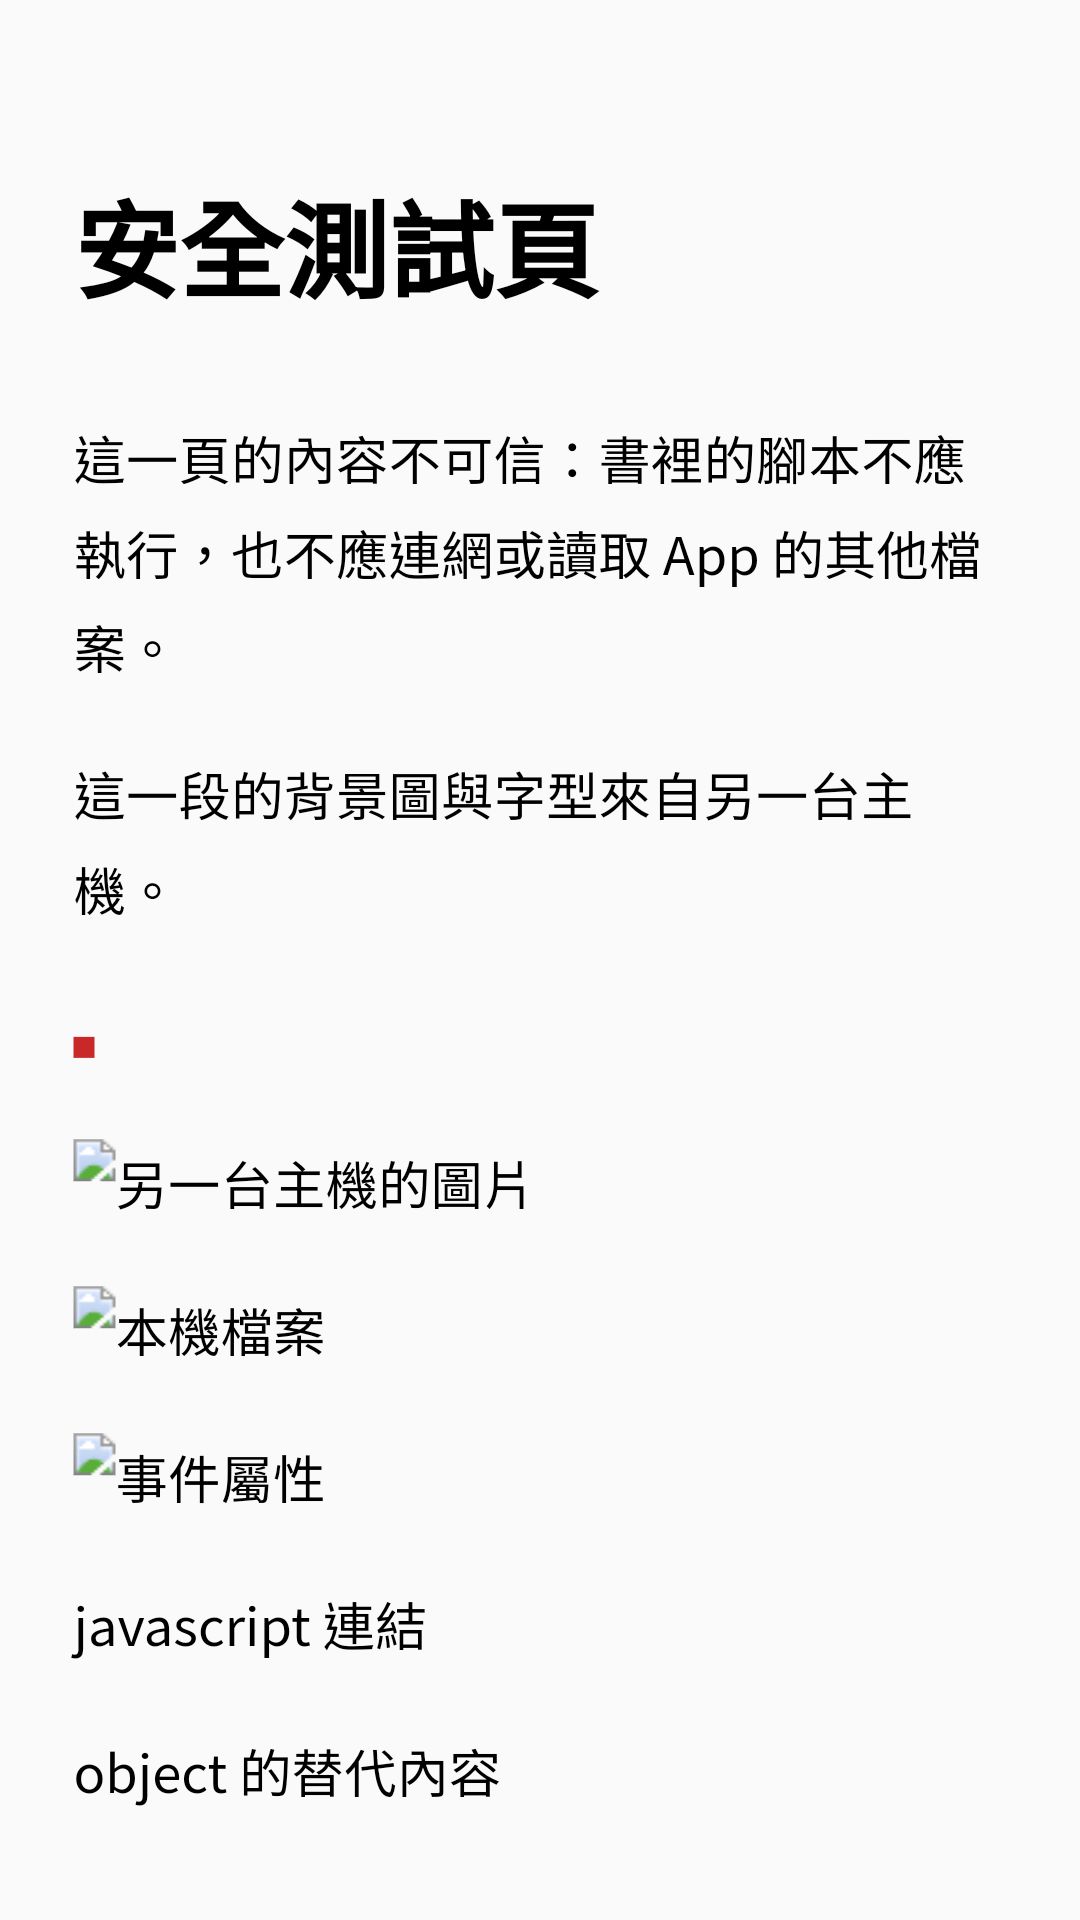 安全測試頁
這一頁的內容不可信：書裡的腳本不應
執行，也不應連網或讀取 App 的其他檔
案。
這一段的背景圖與字型來自另一台主
機。
另一台主機的圖片
本機檔案
事件屬性
javascript 連結
object 的替代內容